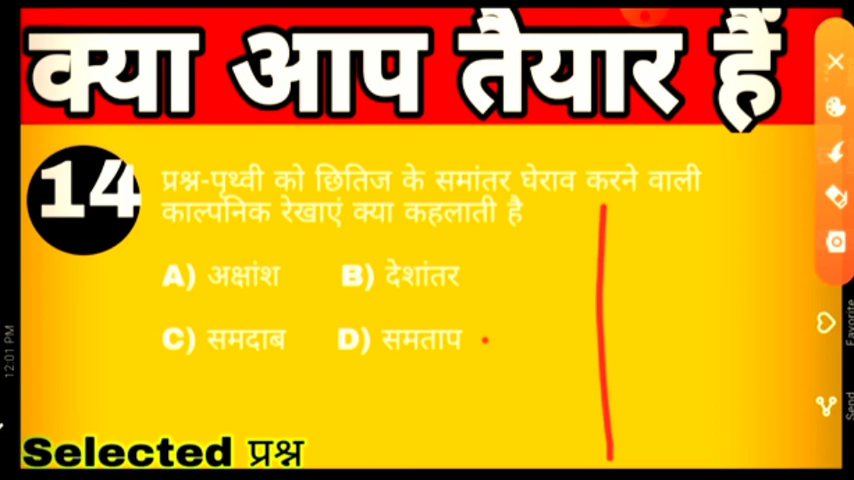 क्या आप तैयार हैं
14
प्रश्न-पृथ्वी को छितिज के समांतर घेराव करने वाली
काल्पनिक रेखाएं क्या कहलाती है
A) अक्षांश B) देशांतर
C) समदाब D) समताप
Selected प्रश्न
12:01 PM
Favorite
Send